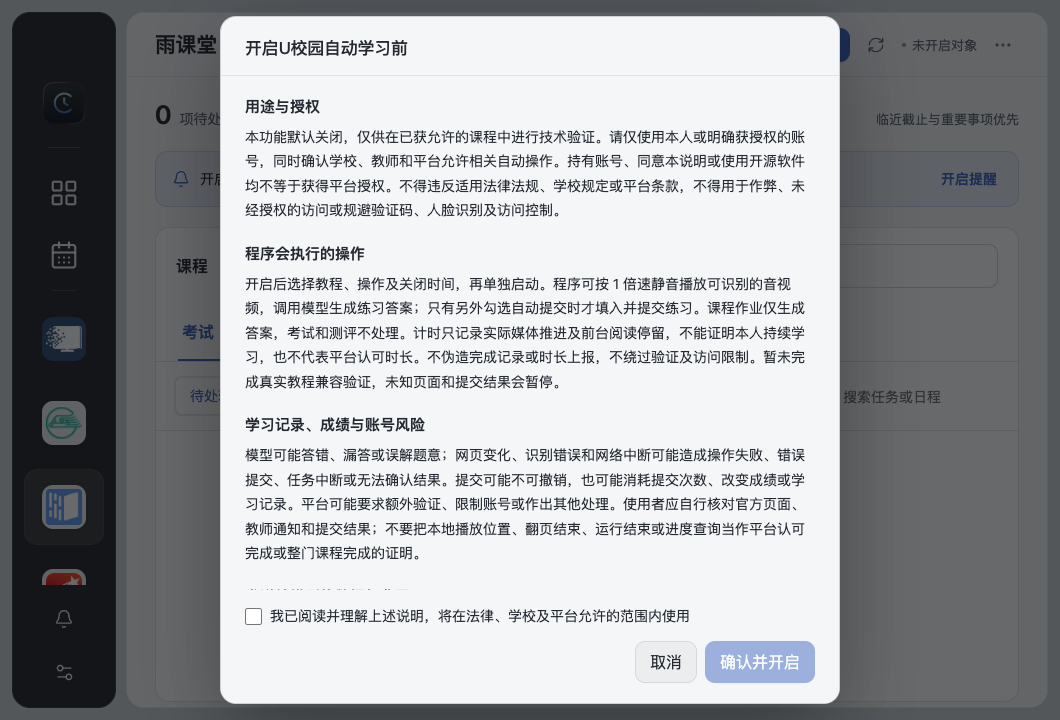 雨课堂
未开启对象
0 项待处
临近截止与重要事项优先
开启提醒
课程
考试
搜索任务或日程
开启U校园自动学习前
用途与授权
本功能默认关闭，仅供在已获允许的课程中进行技术验证。请仅使用本人或明确获授权的账
号，同时确认学校、教师和平台允许相关自动操作。持有账号、同意本说明或使用开源软件
均不等于获得平台授权。不得违反适用法律法规、学校规定或平台条款，不得用于作弊、未
经授权的访问或规避验证码、人脸识别及访问控制。
程序会执行的操作
开启后选择教程、操作及关闭时间，再单独启动。程序可按 1 倍速静音播放可识别的音视
频，调用模型生成练习答案；只有另外勾选自动提交时才填入并提交练习。课程作业仅生成
答案，考试和测评不处理。计时只记录实际媒体推进及前台阅读停留，不能证明本人持续学
习，也不代表平台认可时长。不伪造完成记录或时长上报，不绕过验证及访问限制。暂未完
成真实教程兼容验证，未知页面和提交结果会暂停。
学习记录、成绩与账号风险
模型可能答错、漏答或误解题意；网页变化、识别错误和网络中断可能造成操作失败、错误
提交、任务中断或无法确认结果。提交可能不可撤销，也可能消耗提交次数、改变成绩或学
习记录。平台可能要求额外验证、限制账号或作出其他处理。使用者应自行核对官方页面、
教师通知和提交结果；不要把本地播放位置、翻页结束、运行结束或进度查询当作平台认可
完成或整门课程完成的证明。
我已阅读并理解上述说明，将在法律、学校及平台允许的范围内使用
取消
确认并开启